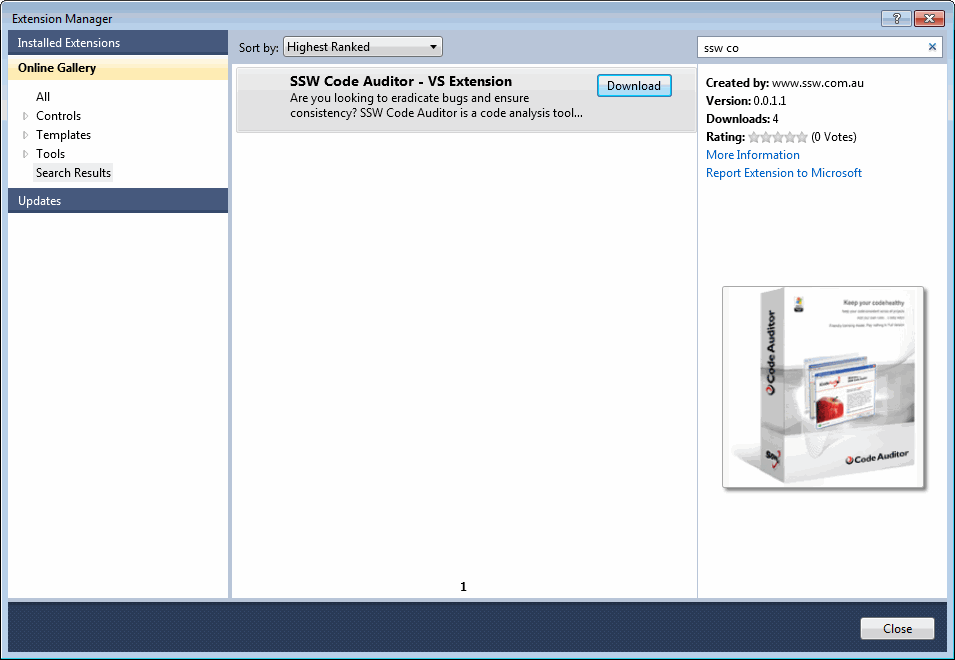 Extension Manager
?
Installed Extensions
Online Gallery
All
Controls
Templates
Tools
Search Results
Updates
Sort by: Highest Ranked
SSW Code Auditor - VS Extension
Download
Are you looking to eradicate bugs and ensure
consistency? SSW Code Auditor is a code analysis tool...
1
ssw co
Created by: www.ssw.com.au
Version: 0.0.1.1
Downloads: 4
Rating: (0 Votes)
More Information
Report Extension to Microsoft
Keep your codehealthy
Code Auditor
SSW
Code Auditor
Close